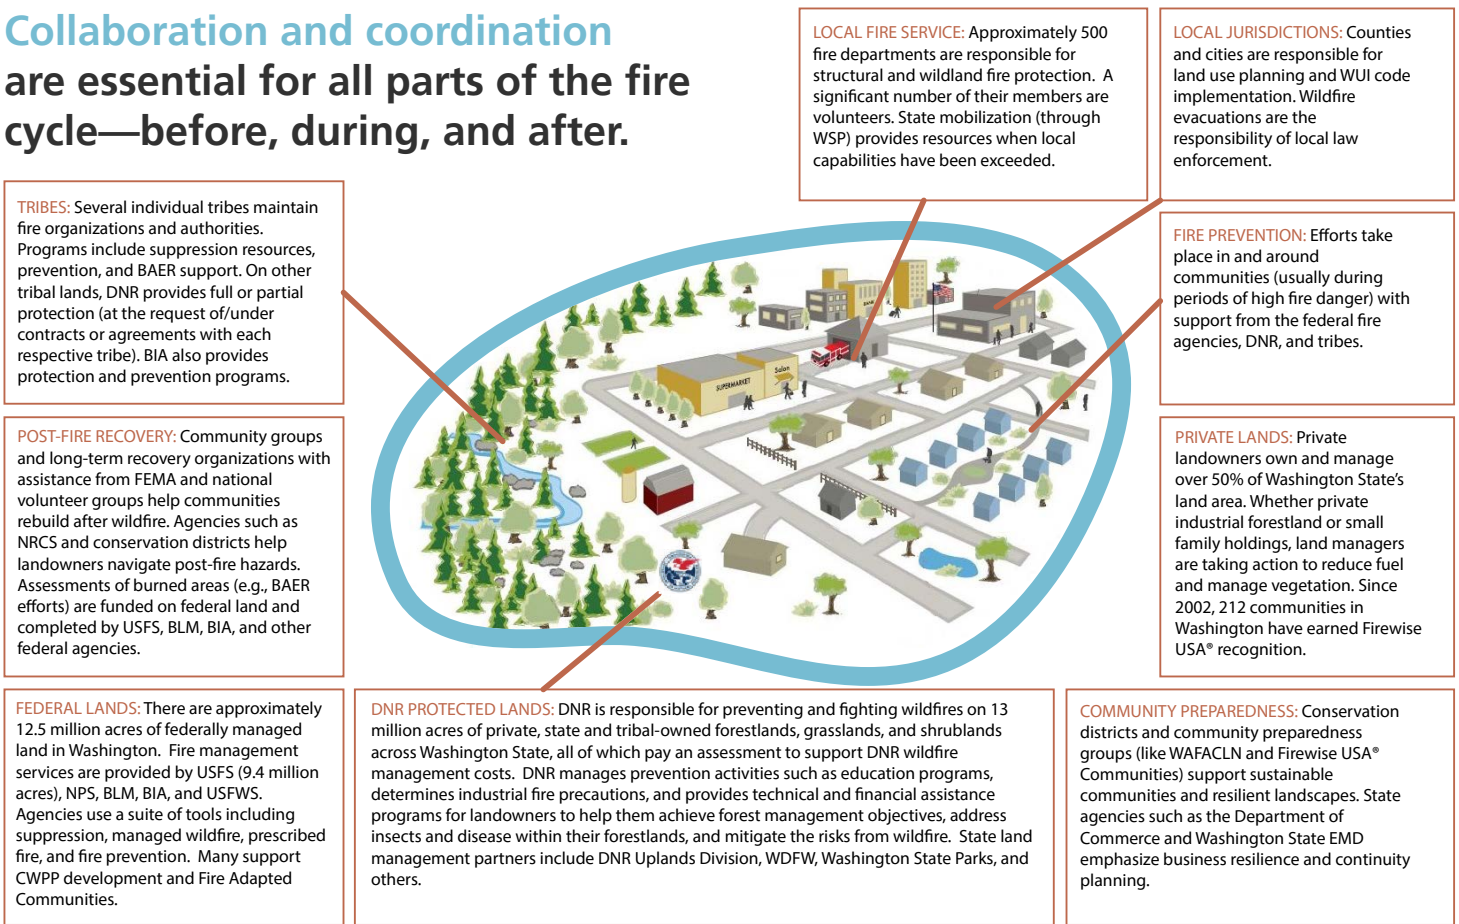 Collaboration and coordination
are essential for all parts of the fire
cycle—before, during, and after.
LOCAL FIRE SERVICE: Approximately 500
fire departments are responsible for
structural and wildland fire protection.  A
significant number of their members are
volunteers. State mobilization (through
WSP) provides resources when local
capabilities have been exceeded.
LOCAL JURISDICTIONS: Counties
and cities are responsible for
land use planning and WUI code
implementation. Wildfire
evacuations are the
responsibility of local law
enforcement.
TRIBES: Several individual tribes maintain
fire organizations and authorities.
Programs include suppression resources,
prevention, and BAER support. On other
tribal lands, DNR provides full or partial
protection (at the request of/under
contracts or agreements with each
respective tribe). BIA also provides
protection and prevention programs.
FIRE PREVENTION: Efforts take
place in and around
communities (usually during
periods of high fire danger) with
support from the federal fire
agencies, DNR, and tribes.
BANK
SUPERMARKET
Salon
POST-FIRE RECOVERY: Community groups
and long-term recovery organizations with
assistance from FEMA and national
volunteer groups help communities
rebuild after wildfire. Agencies such as
NRCS and conservation districts help
landowners navigate post-fire hazards.
Assessments of burned areas (e.g., BAER
efforts) are funded on federal land and
completed by USFS, BLM, BIA, and other
federal agencies.
PRIVATE LANDS: Private
landowners own and manage
over 50% of Washington State’s
land area. Whether private
industrial forestland or small
family holdings, land managers
are taking action to reduce fuel
and manage vegetation. Since
2002, 212 communities in
Washington have earned Firewise
USA® recognition.
FEDERAL LANDS: There are approximately
12.5 million acres of federally managed
land in Washington.  Fire management
services are provided by USFS (9.4 million
acres), NPS, BLM, BIA, and USFWS.
Agencies use a suite of tools including
suppression, managed wildfire, prescribed
fire, and fire prevention.  Many support
CWPP development and Fire Adapted
Communities.
DNR PROTECTED LANDS: DNR is responsible for preventing and fighting wildfires on 13
million acres of private, state and tribal-owned forestlands, grasslands, and shrublands
across Washington State, all of which pay an assessment to support DNR wildfire
management costs.  DNR manages prevention activities such as education programs,
determines industrial fire precautions, and provides technical and financial assistance
programs for landowners to help them achieve forest management objectives, address
insects and disease within their forestlands, and mitigate the risks from wildfire.  State land
management partners include DNR Uplands Division, WDFW, Washington State Parks, and
others.
COMMUNITY PREPAREDNESS: Conservation
districts and community preparedness
groups (like WAFACLN and Firewise USA®
Communities) support sustainable
communities and resilient landscapes. State
agencies such as the Department of
Commerce and Washington State EMD
emphasize business resilience and continuity
planning.